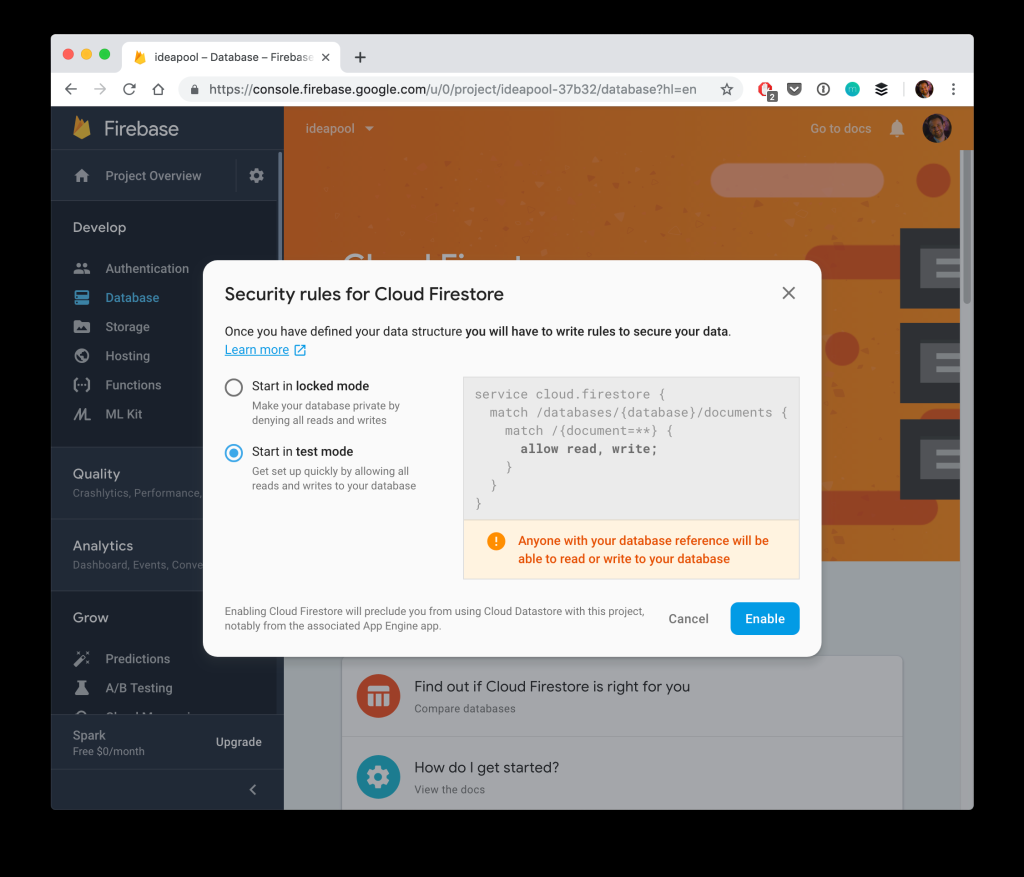 ideapool – Database – Firebase
https://console.firebase.google.com/u/0/project/ideapool-37b32/database?hl=en
2
Firebase
ideapool
Go to docs
Project Overview
Develop
Authentication
Database
Storage
Hosting
Functions
ML Kit
Quality
Crashlytics, Performance,
Analytics
Dashboard, Events, Conve
Grow
Predictions
A/B Testing
Spark
Free $0/month
Upgrade
Cloud Firestore
Security rules for Cloud Firestore
Once you have defined your data structure you will have to write rules to secure your data.
Learn more
Start in locked mode
Make your database private by
denying all reads and writes
Start in test mode
Get set up quickly by allowing all
reads and writes to your database
service cloud.firestore {
match /databases/{database}/documents {
match /{document=**} {
allow read, write;
}
}
}
Anyone with your database reference will be
able to read or write to your database
Enabling Cloud Firestore will preclude you from using Cloud Datastore with this project,
notably from the associated App Engine app.
Cancel
Enable
Find out if Cloud Firestore is right for you
Compare databases
How do I get started?
View the docs